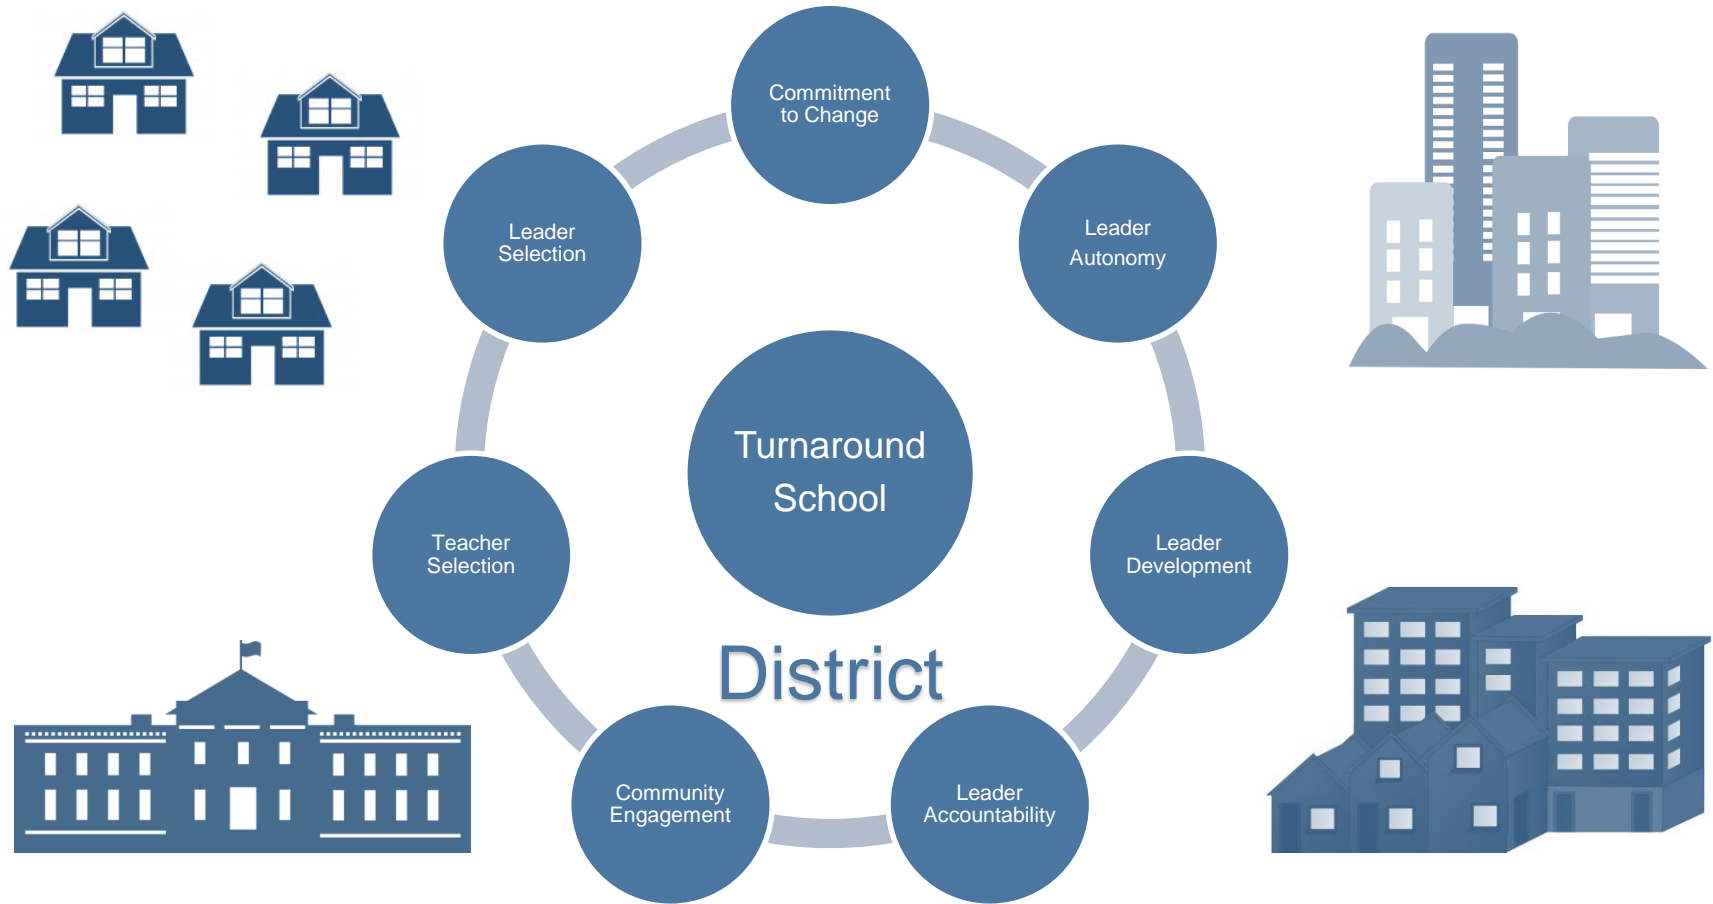 Commitment
to Change
Leader
Autonomy
Leader
Development
Leader
Accountability
Community
Engagement
Teacher
Selection
Leader
Selection
Turnaround
School
District